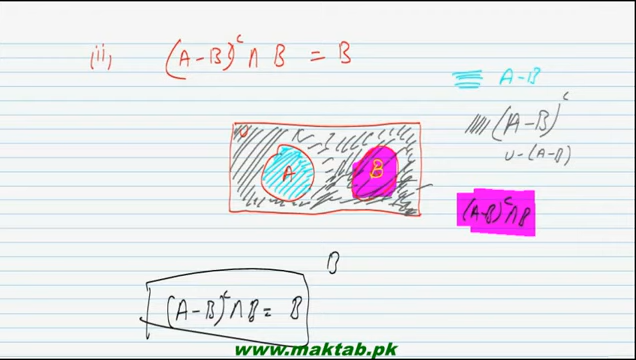 (ii) (A-B)ᶜ ∩ B = B
A-B
(A-B)ᶜ
U-(A-B)
U
A
B
(A-B)ᶜ∩B
B
(A-B)ᶜ∩B = B
www.maktab.pk